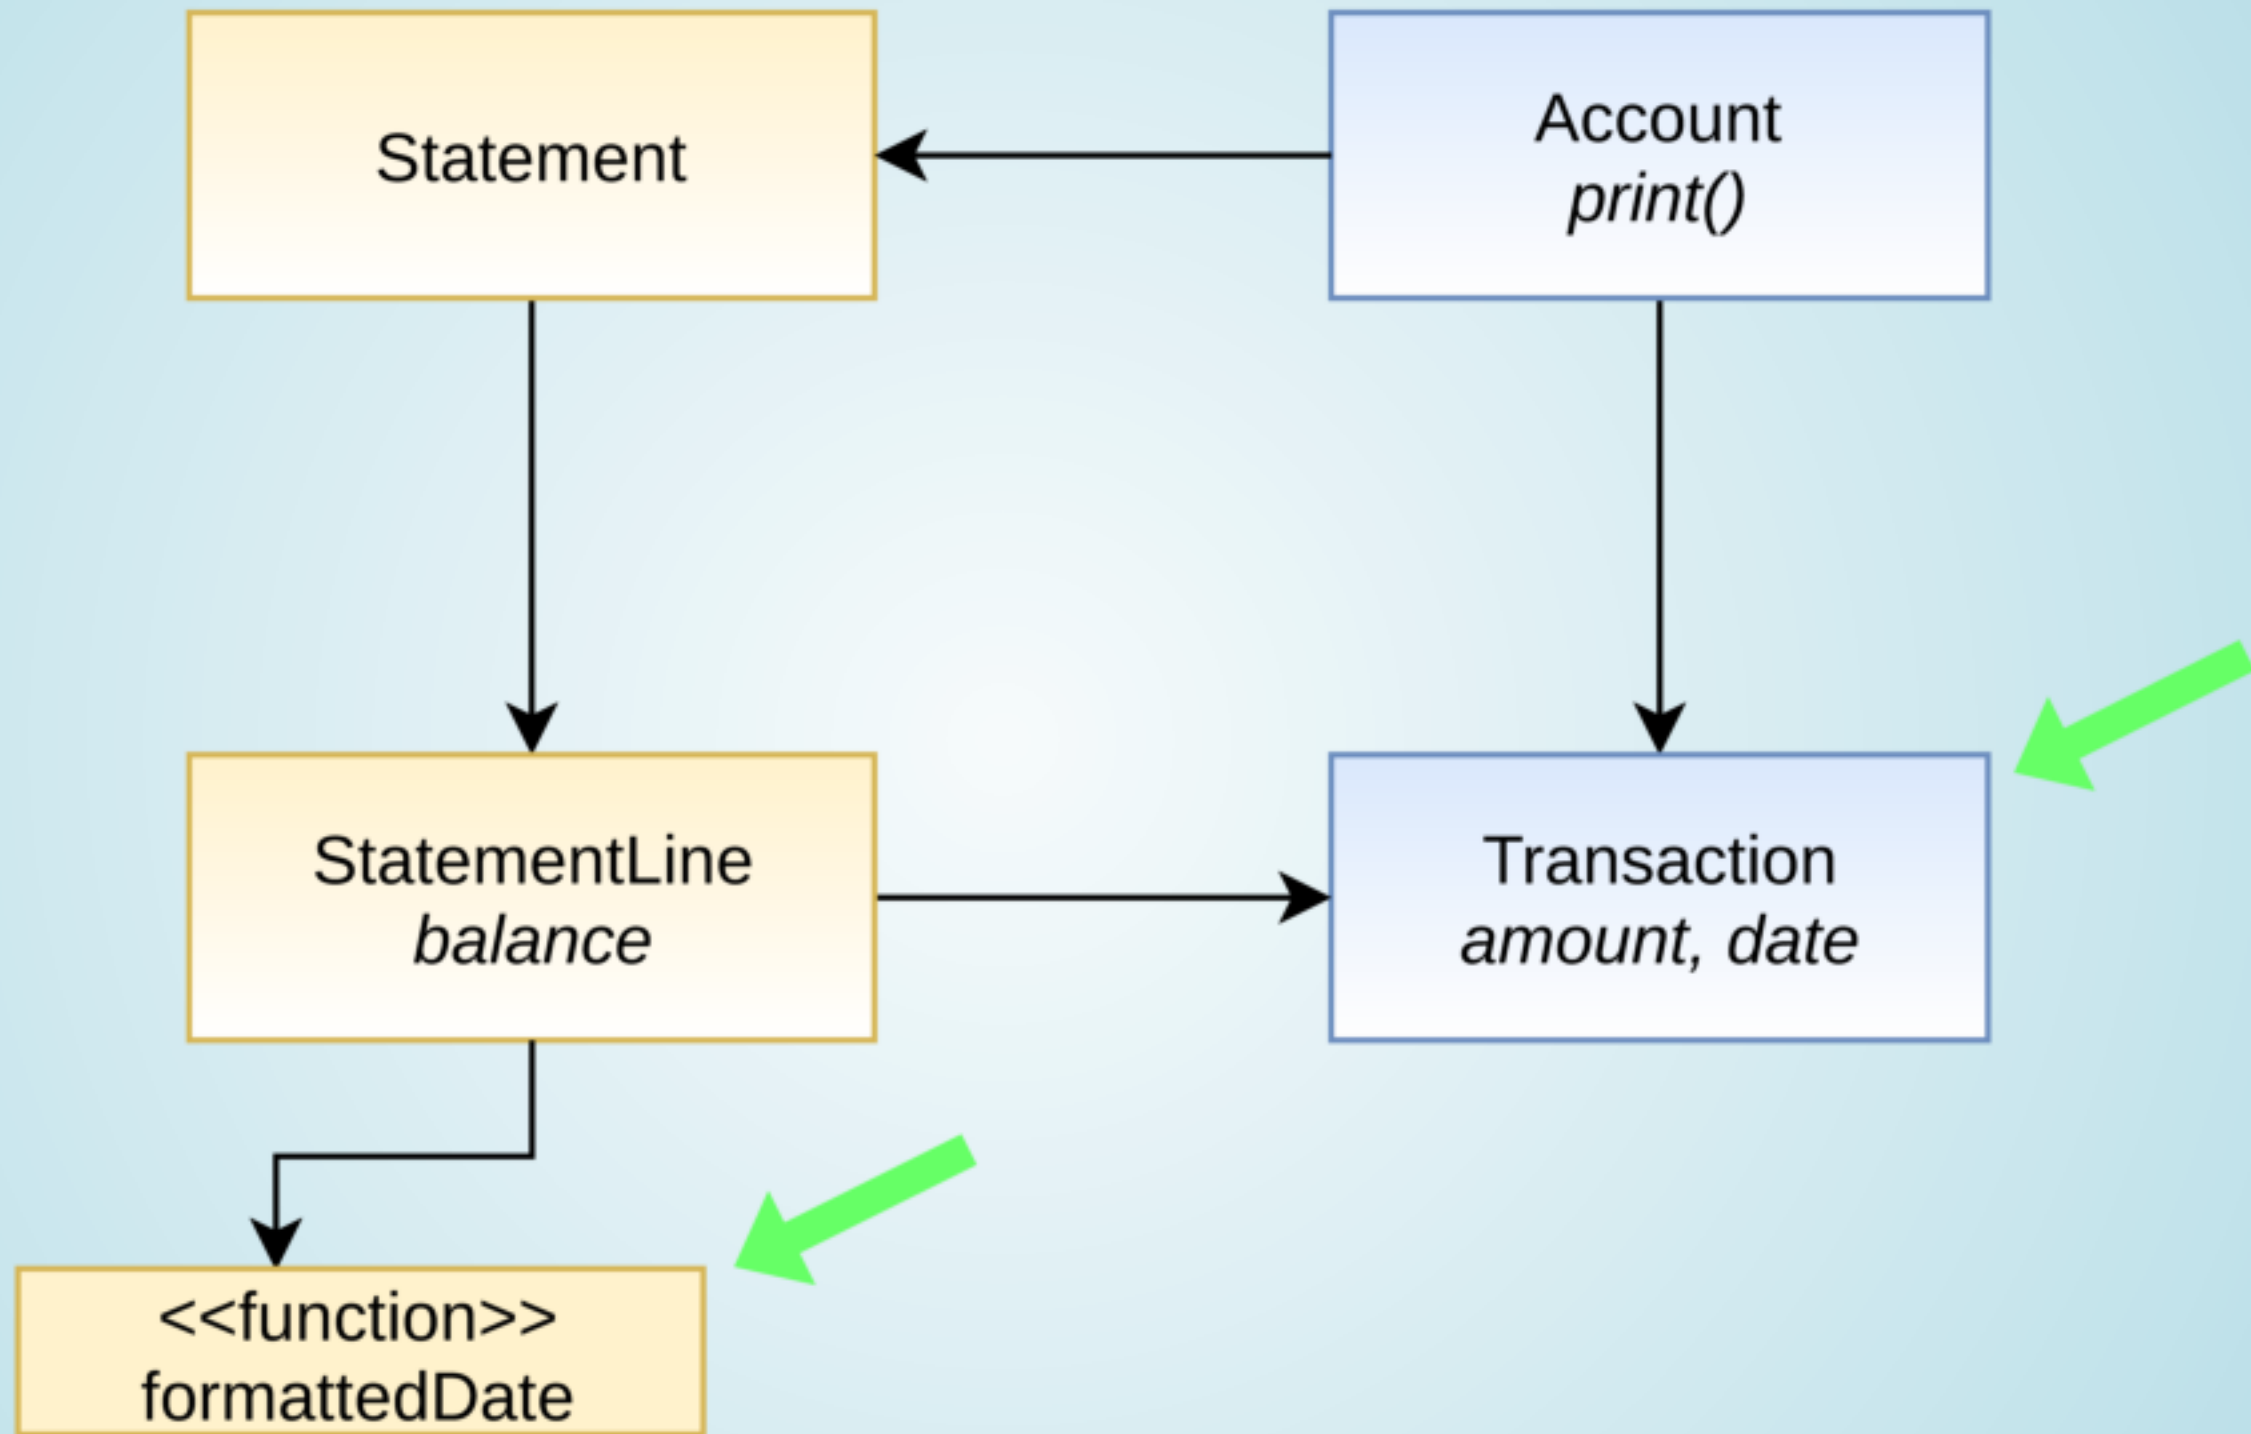 Statement
Account
print()
StatementLine
balance
Transaction
amount, date
<<function>>
formattedDate